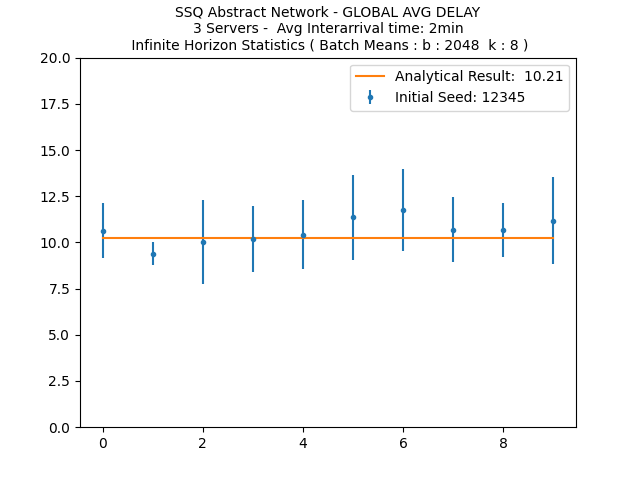 SSQ Abstract Network - GLOBAL AVG DELAY
3 Servers -  Avg Interarrival time: 2min
Infinite Horizon Statistics ( Batch Means : b : 2048  k : 8 )
20.0
17.5
15.0
12.5
10.0
7.5
5.0
2.5
0.0
Analytical Result:  10.21
Initial Seed: 12345
0 2 4 6 8